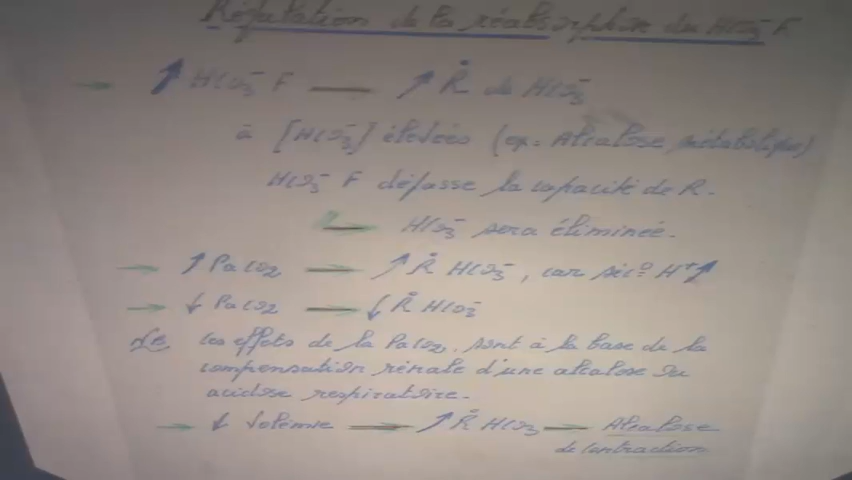 Régulation de la réabsorption du HCO3⁻ F
→ ↑ HCO3⁻ F → ↗ R° de HCO3⁻
à [HCO3⁻] élevées (ex: Alcalose métabolique)
HCO3⁻ F dépasse la capacité de R.
↳ HCO3⁻ sera éliminée.
→ ↑ PaCO2 → ↗ R° HCO3⁻, car séc° H⁺ ↗
→ ↓ PaCO2 → ↓ R° HCO3⁻
NB les effets de la PaCO2, sont à la base de la
compensation rénale d'une alcalose ou
acidose respiratoire.
→ ↓ Volémie → ↗ R° HCO3 → Alcalose
de contraction